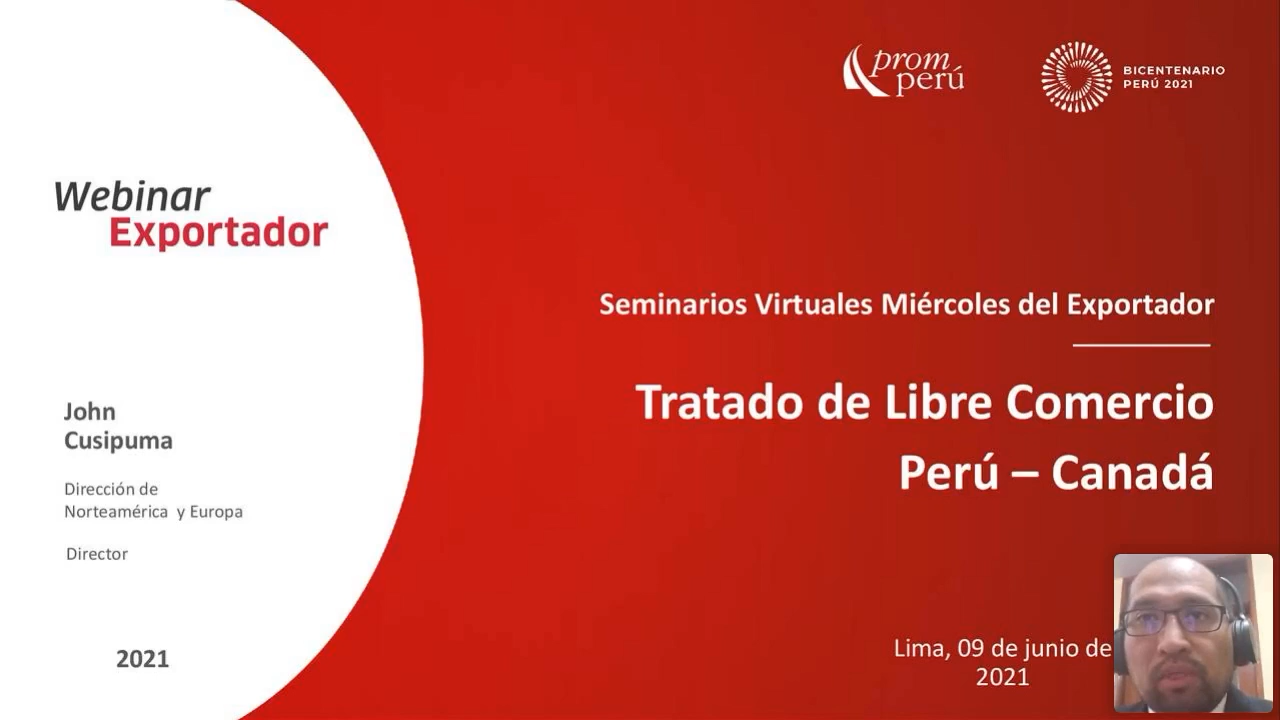 prom
perú
BICENTENARIO
PERÚ 2021
Webinar
Exportador
Seminarios Virtuales Miércoles del Exportador
Tratado de Libre Comercio
Perú – Canadá
John
Cusipuma
Dirección de
Norteamérica y Europa
Director
2021
Lima, 09 de junio de
2021